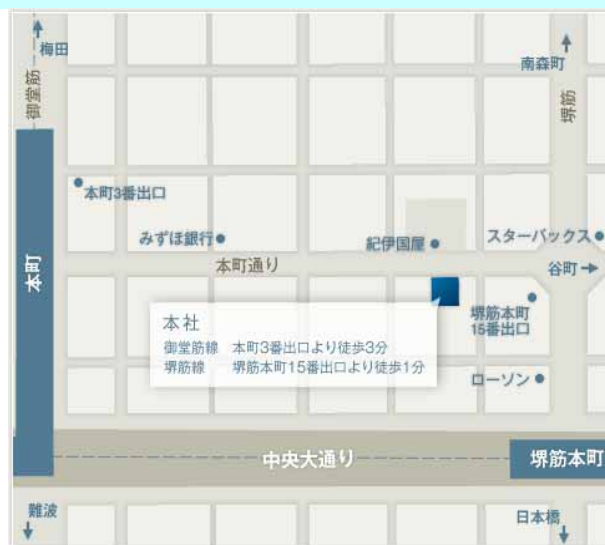 梅田
御堂筋
南森町
堺筋
本町3番出口
みずほ銀行
紀伊国屋
スターバックス
本町通り
谷町
本町
堺筋本町
15番出口
本社
御堂筋線 本町3番出口より徒歩3分
堺筋線 堺筋本町15番出口より徒歩1分
ローソン
中央大通り
堺筋本町
難波
日本橋